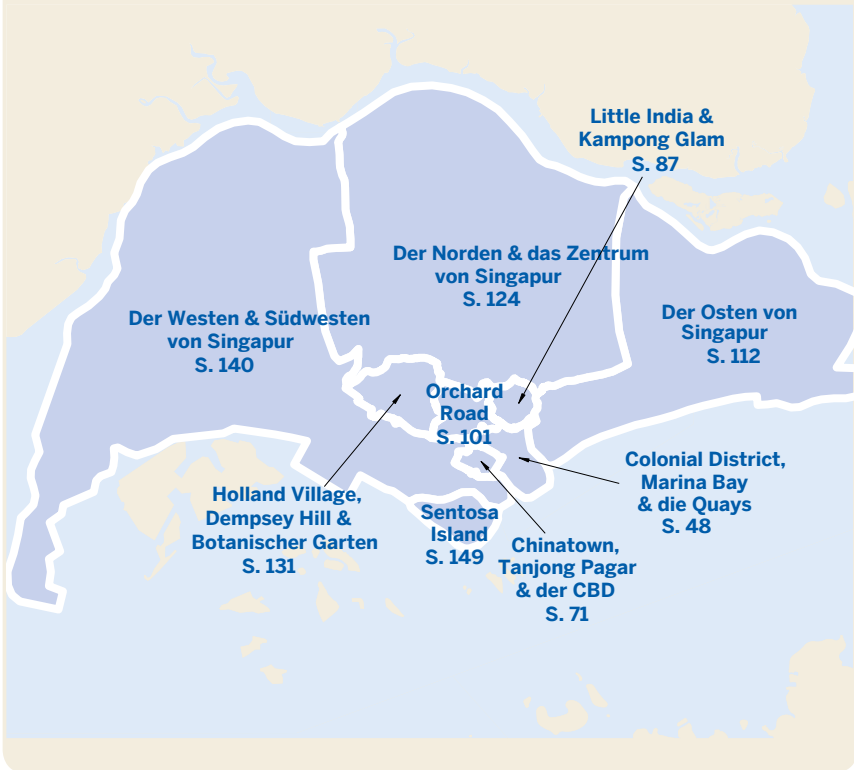 Little India &
Kampong Glam
S. 87
Der Norden & das Zentrum
von Singapur
S. 124
Der Westen & Südwesten
von Singapur
S. 140
Der Osten von
Singapur
S. 112
Orchard
Road
S. 101
Colonial District,
Marina Bay
& die Quays
S. 48
Holland Village,
Dempsey Hill &
Botanischer Garten
S. 131
Sentosa
Island
S. 149
Chinatown,
Tanjong Pagar
& der CBD
S. 71